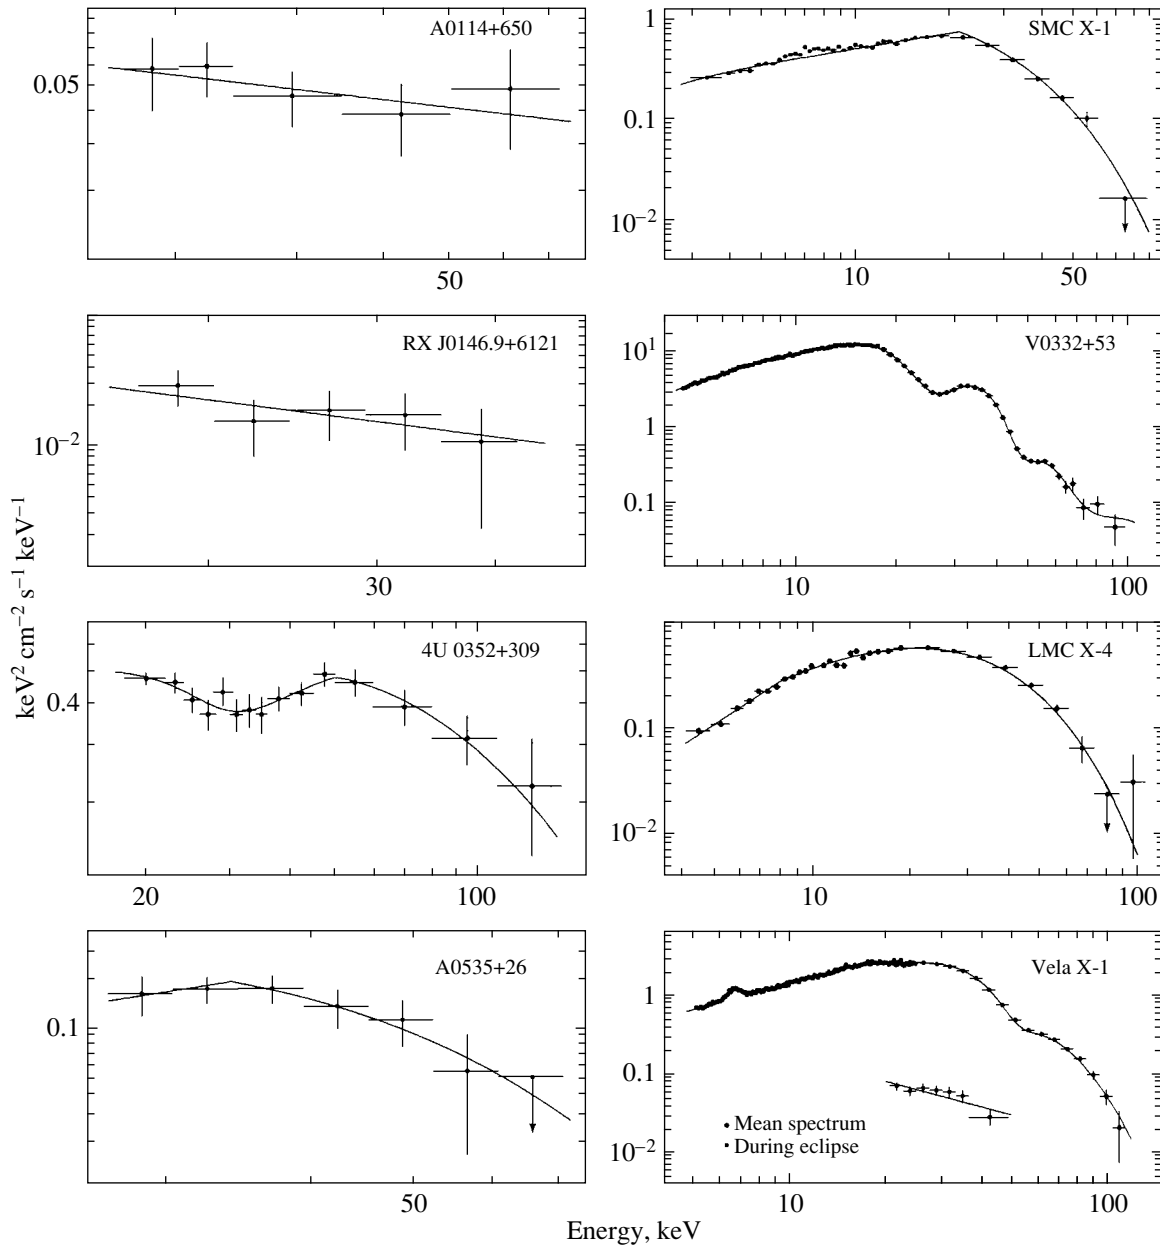 A0114+650
0.05
50
SMC X-1
1
0.1
10⁻²
10
50
RX J0146.9+6121
10⁻²
30
V0332+53
10¹
1
0.1
10
100
4U 0352+309
0.4
20
100
LMC X-4
0.1
10⁻²
10
100
A0535+26
0.1
50
Vela X-1
1
0.1
10⁻²
10
100
Mean spectrum
During eclipse
keV² cm⁻² s⁻¹ keV⁻¹
Energy, keV